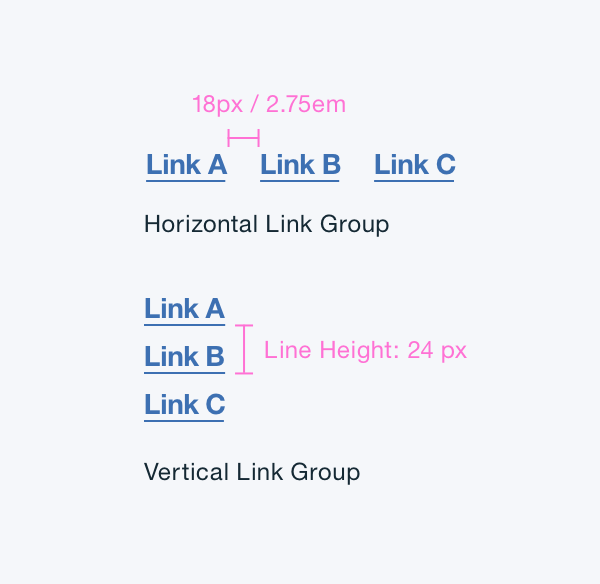 18px / 2.75em
Link A Link B Link C
Horizontal Link Group
Link A
Link B
Line Height: 24 px
Link C
Vertical Link Group